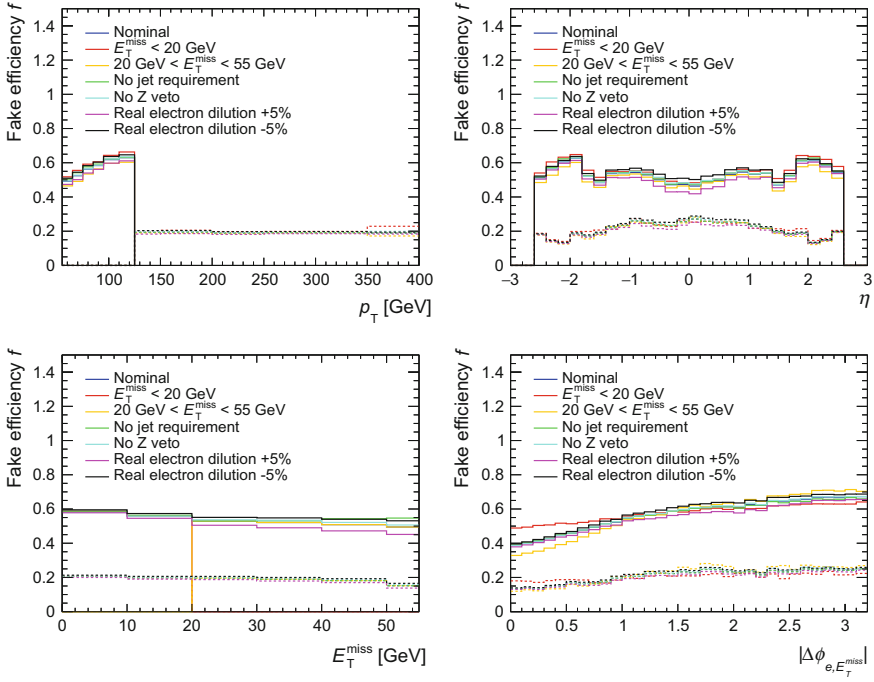 Fake efficiency f
1.4
1.2
1
0.8
0.6
0.4
0.2
0
Nominal
E_T^miss < 20 GeV
20 GeV < E_T^miss < 55 GeV
No jet requirement
No Z veto
Real electron dilution +5%
Real electron dilution -5%
100 150 200 250 300 350 400
p_T [GeV]
Fake efficiency f
1.4
1.2
1
0.8
0.6
0.4
0.2
0
Nominal
E_T^miss < 20 GeV
20 GeV < E_T^miss < 55 GeV
No jet requirement
No Z veto
Real electron dilution +5%
Real electron dilution -5%
−3 −2 −1 0 1 2 3
η
Fake efficiency f
1.4
1.2
1
0.8
0.6
0.4
0.2
0
Nominal
E_T^miss < 20 GeV
20 GeV < E_T^miss < 55 GeV
No jet requirement
No Z veto
Real electron dilution +5%
Real electron dilution -5%
0 10 20 30 40 50
E_T^miss [GeV]
Fake efficiency f
1.4
1.2
1
0.8
0.6
0.4
0.2
0
Nominal
E_T^miss < 20 GeV
20 GeV < E_T^miss < 55 GeV
No jet requirement
No Z veto
Real electron dilution +5%
Real electron dilution -5%
0 0.5 1 1.5 2 2.5 3
|Δϕ_e,E_T^miss|